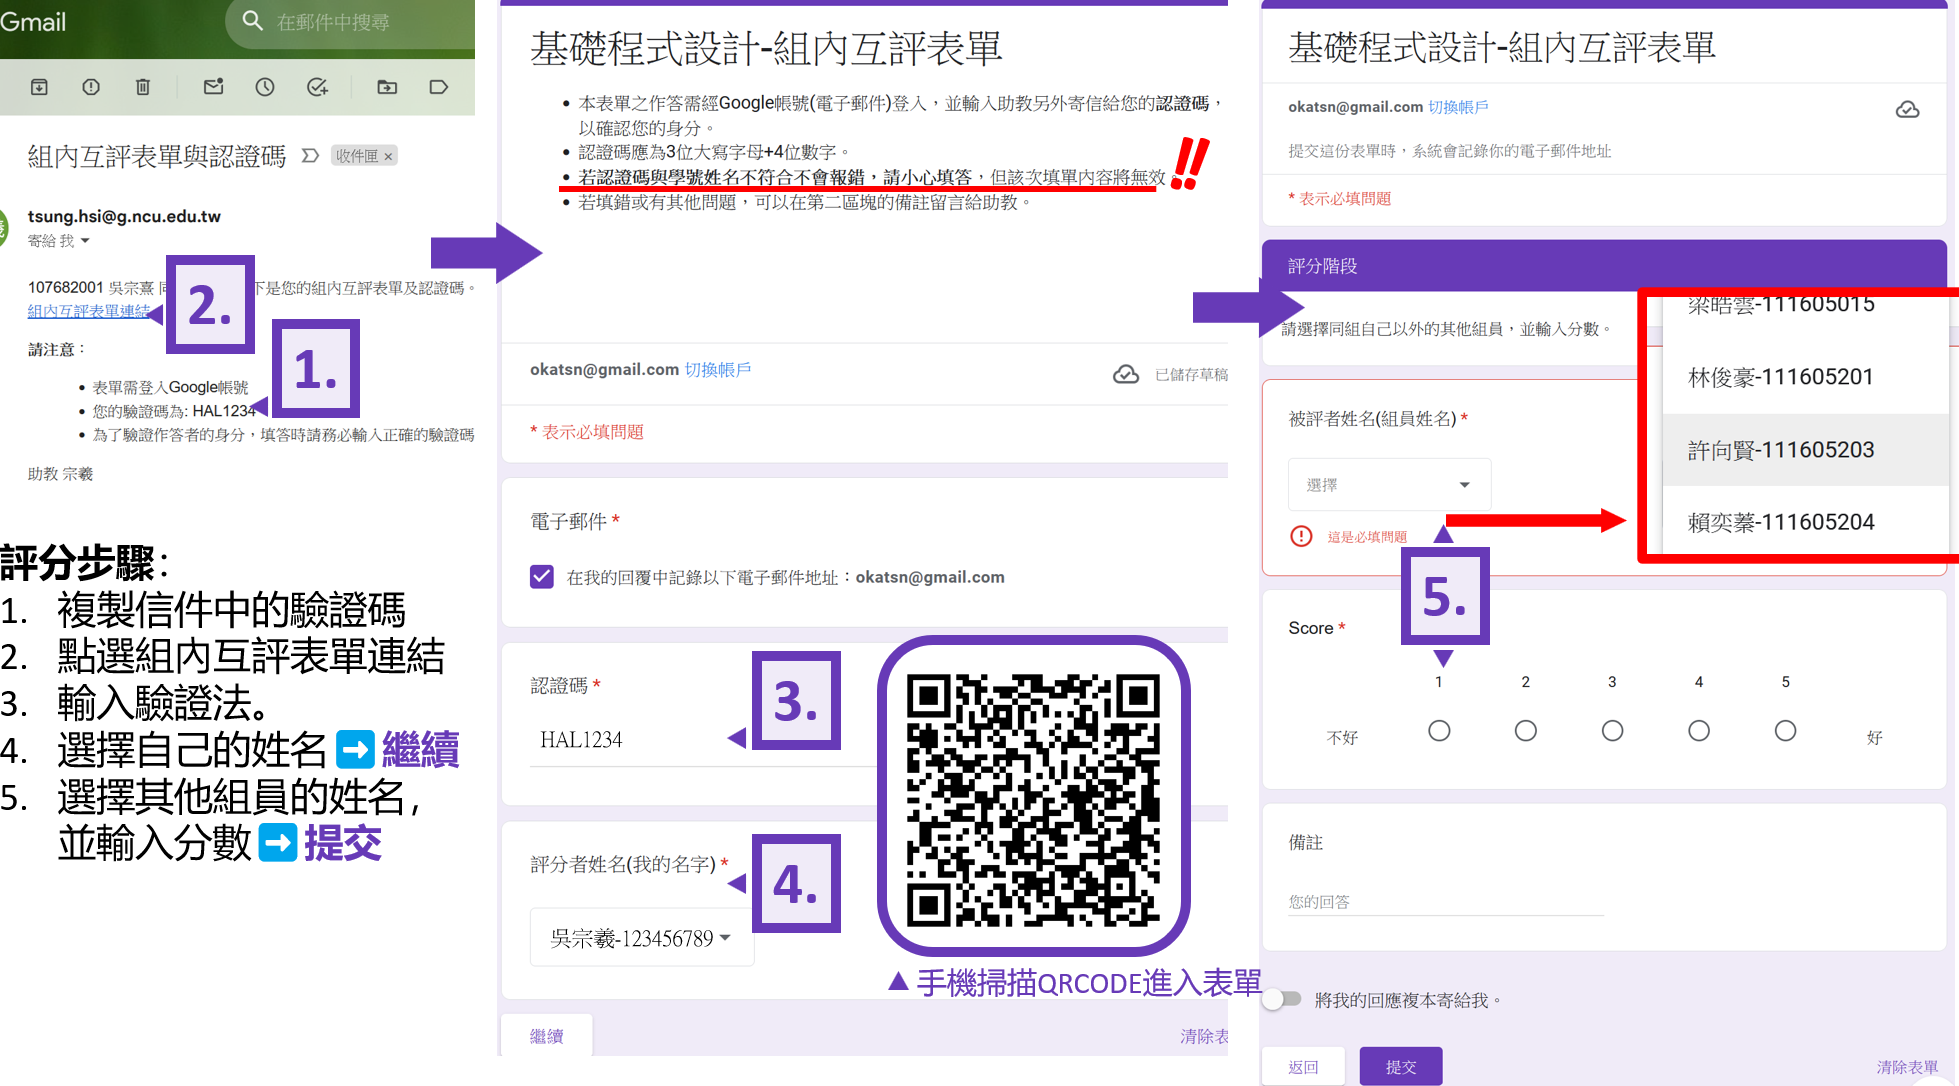 Gmail
在郵件中搜尋
組內互評表單與認證碼
收件匣 ×
tsung.hsi@g.ncu.edu.tw
寄給 我
107682001 吳宗熹 同
下是您的組內互評表單及認證碼。
組內互評表單連結
2.
1.
請注意：
• 表單需登入Google帳號
• 您的驗證碼為: HAL1234
• 為了驗證作答者的身分，填答時請務必輸入正確的驗證碼
助教 宗羲
評分步驟：
1. 複製信件中的驗證碼
2. 點選組內互評表單連結
3. 輸入驗證法。
4. 選擇自己的姓名➡繼續
5. 選擇其他組員的姓名，
並輸入分數➡提交
基礎程式設計-組內互評表單
• 本表單之作答需經Google帳號(電子郵件)登入，並輸入助教另外寄信給您的認證碼，
以確認您的身分。
• 認證碼應為3位大寫字母+4位數字。
• 若認證碼與學號姓名不符合不會報錯，請小心填答，但該次填單內容將無效。
!!
• 若填錯或有其他問題，可以在第二區塊的備註留言給助教。
okatsn@gmail.com 切換帳戶
已儲存草稿
* 表示必填問題
電子郵件 *
在我的回覆中記錄以下電子郵件地址：okatsn@gmail.com
認證碼 *
3.
HAL1234
評分者姓名(我的名字) *
4.
吳宗羲-123456789
▲手機掃描QRCODE進入表單
繼續
清除表
基礎程式設計-組內互評表單
okatsn@gmail.com 切換帳戶
提交這份表單時，系統會記錄你的電子郵件地址
* 表示必填問題
評分階段
請選擇同組自己以外的其他組員，並輸入分數。
梁皓雲-111605015
林俊豪-111605201
許向賢-111605203
賴奕蓁-111605204
被評者姓名(組員姓名) *
選擇
這是必填問題
5.
Score *
1 2 3 4 5
不好
好
備註
您的回答
將我的回應複本寄給我。
返回
提交
清除表單